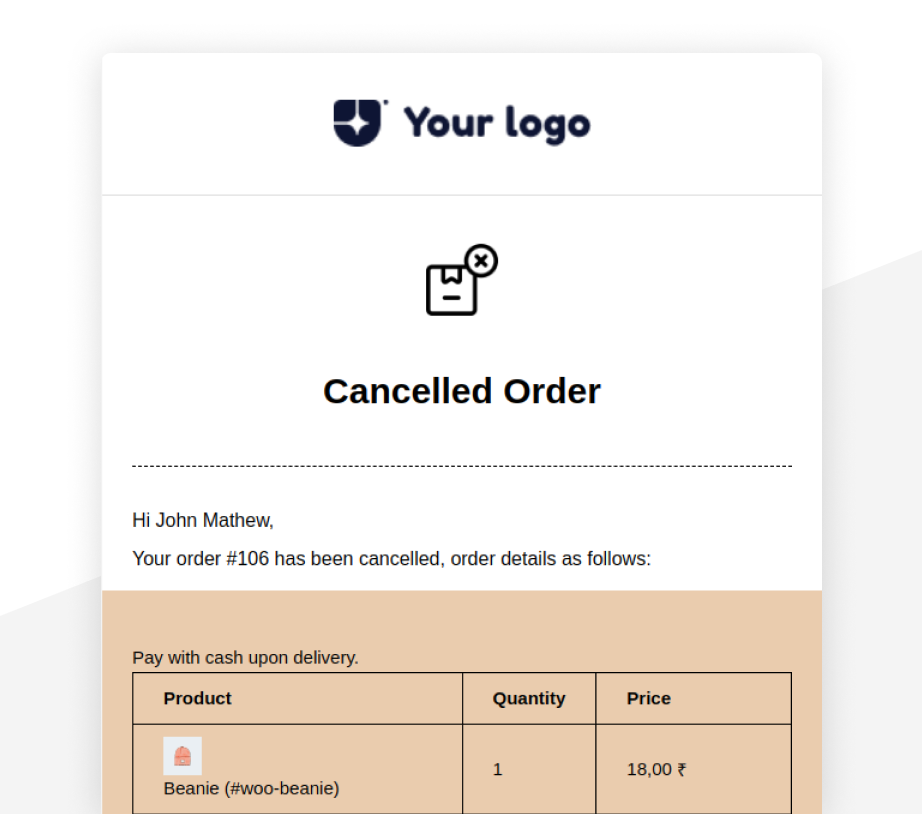 Your logo
Cancelled Order
Hi John Mathew,
Your order #106 has been cancelled, order details as follows:
Pay with cash upon delivery.
Product Quantity Price
Beanie (#woo-beanie) 1 18,00 ₹